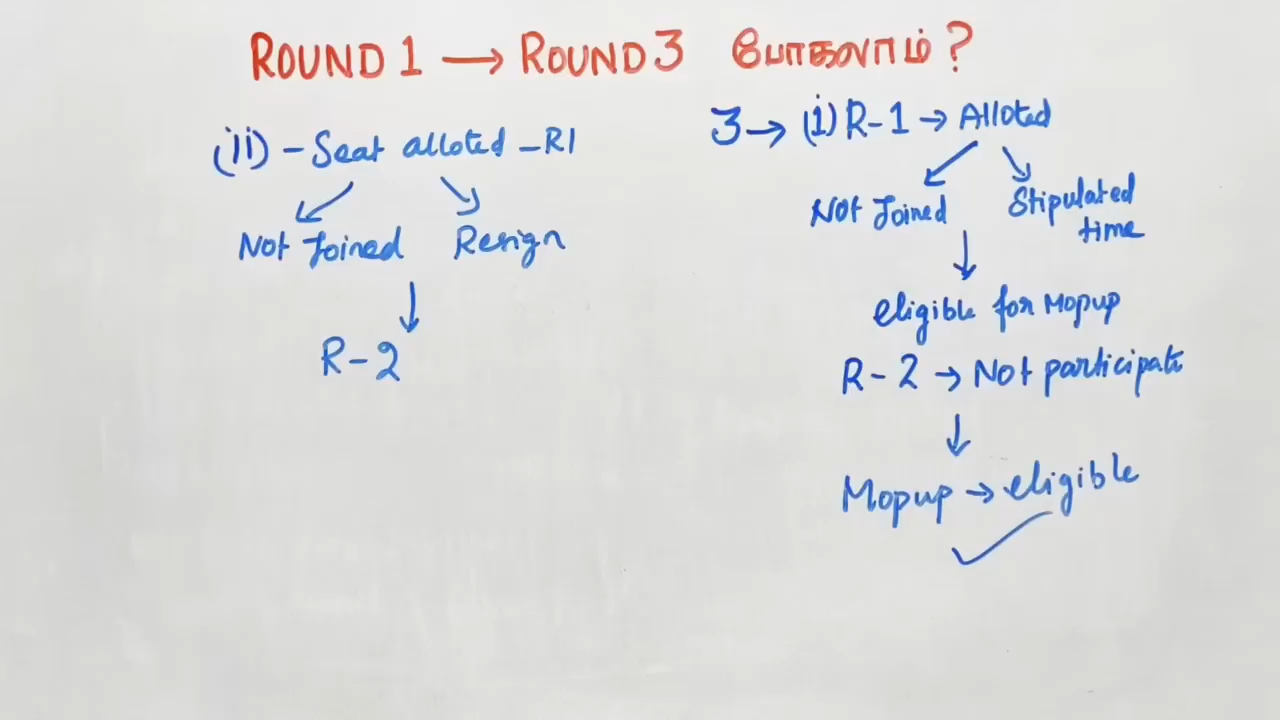 ROUND 1 → ROUND 3 போகலாம் ?
(ii) - Seat alloted - R1
Not Joined Resign
R-2
3 → (i) R-1 → Alloted
Not Joined Stipulated time
eligible for Mopup
R-2 → Not participate
Mopup → eligible